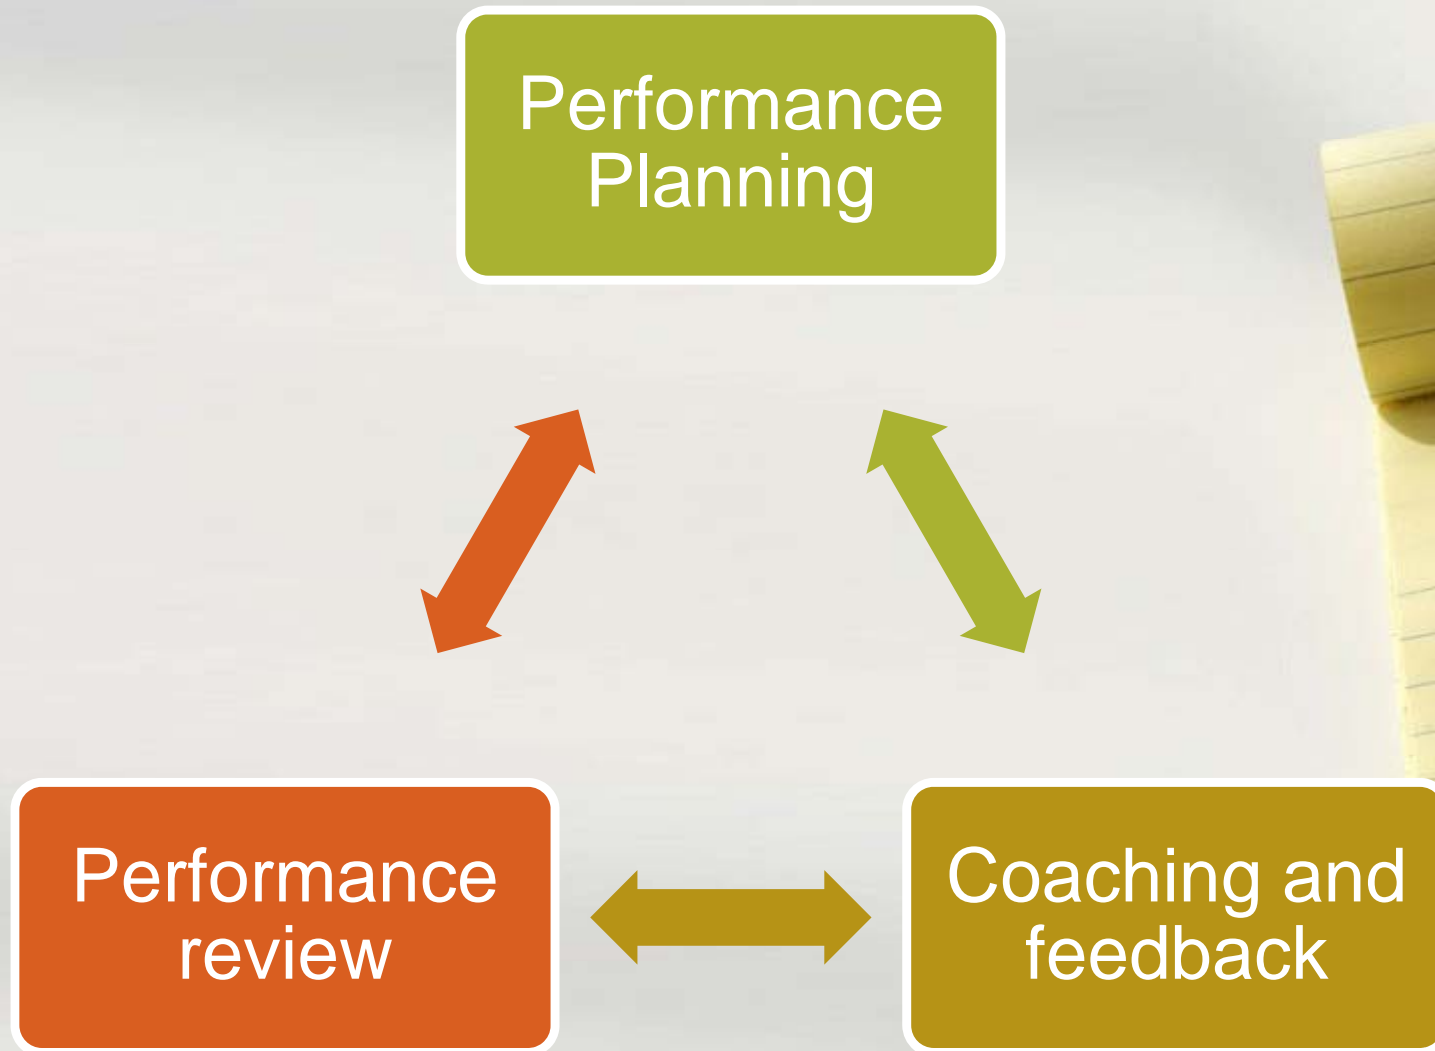 Performance
Planning
Performance
review
Coaching and
feedback